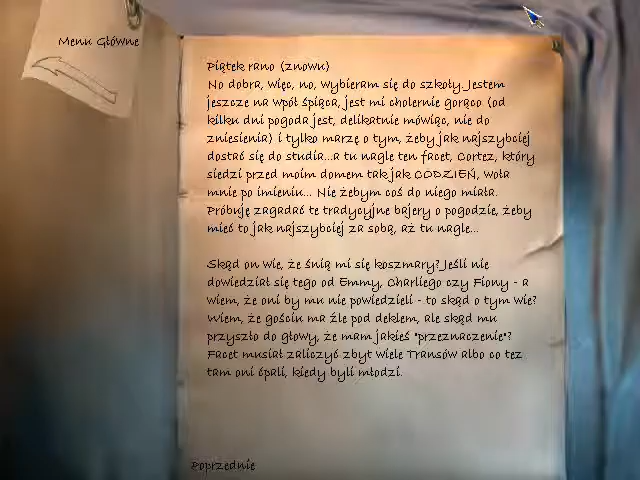 Menu Główne
Piątek rano (znowu)
No dobra, więc, no, wybieram się do szkoły. Jestem
jeszcze na wpół śpiąca, jest mi cholernie gorąco (od
kilku dni pogoda jest, delikatnie mówiąc, nie do
zniesienia) i tylko marzę o tym, żeby jak najszybciej
dostać się do studia...a tu nagle ten facet, Cortez, który
siedzi przed moim domem tak jak CODZIEŃ, woła
mnie po imieniu... Nie żebym coś do niego miała.
Próbuję zagadać te tradycyjne bajery o pogodzie, żeby
mieć to jak najszybciej za sobą, aż tu nagle...
Skąd on wie, że śnią mi się koszmary? Jeśli nie
dowiedział się tego od Emmy, Charliego czy Fiony - a
wiem, że oni by mu nie powiedzieli - to skąd o tym wie?
Wiem, że gościu ma źle pod deklem, ale skąd mu
przyszło do głowy, że mam jakieś "przeznaczenie"?
Facet musiał zaliczyć zbyt wiele Transów albo co też
tam oni ćpali, kiedy byli młodzi.
Poprzednie